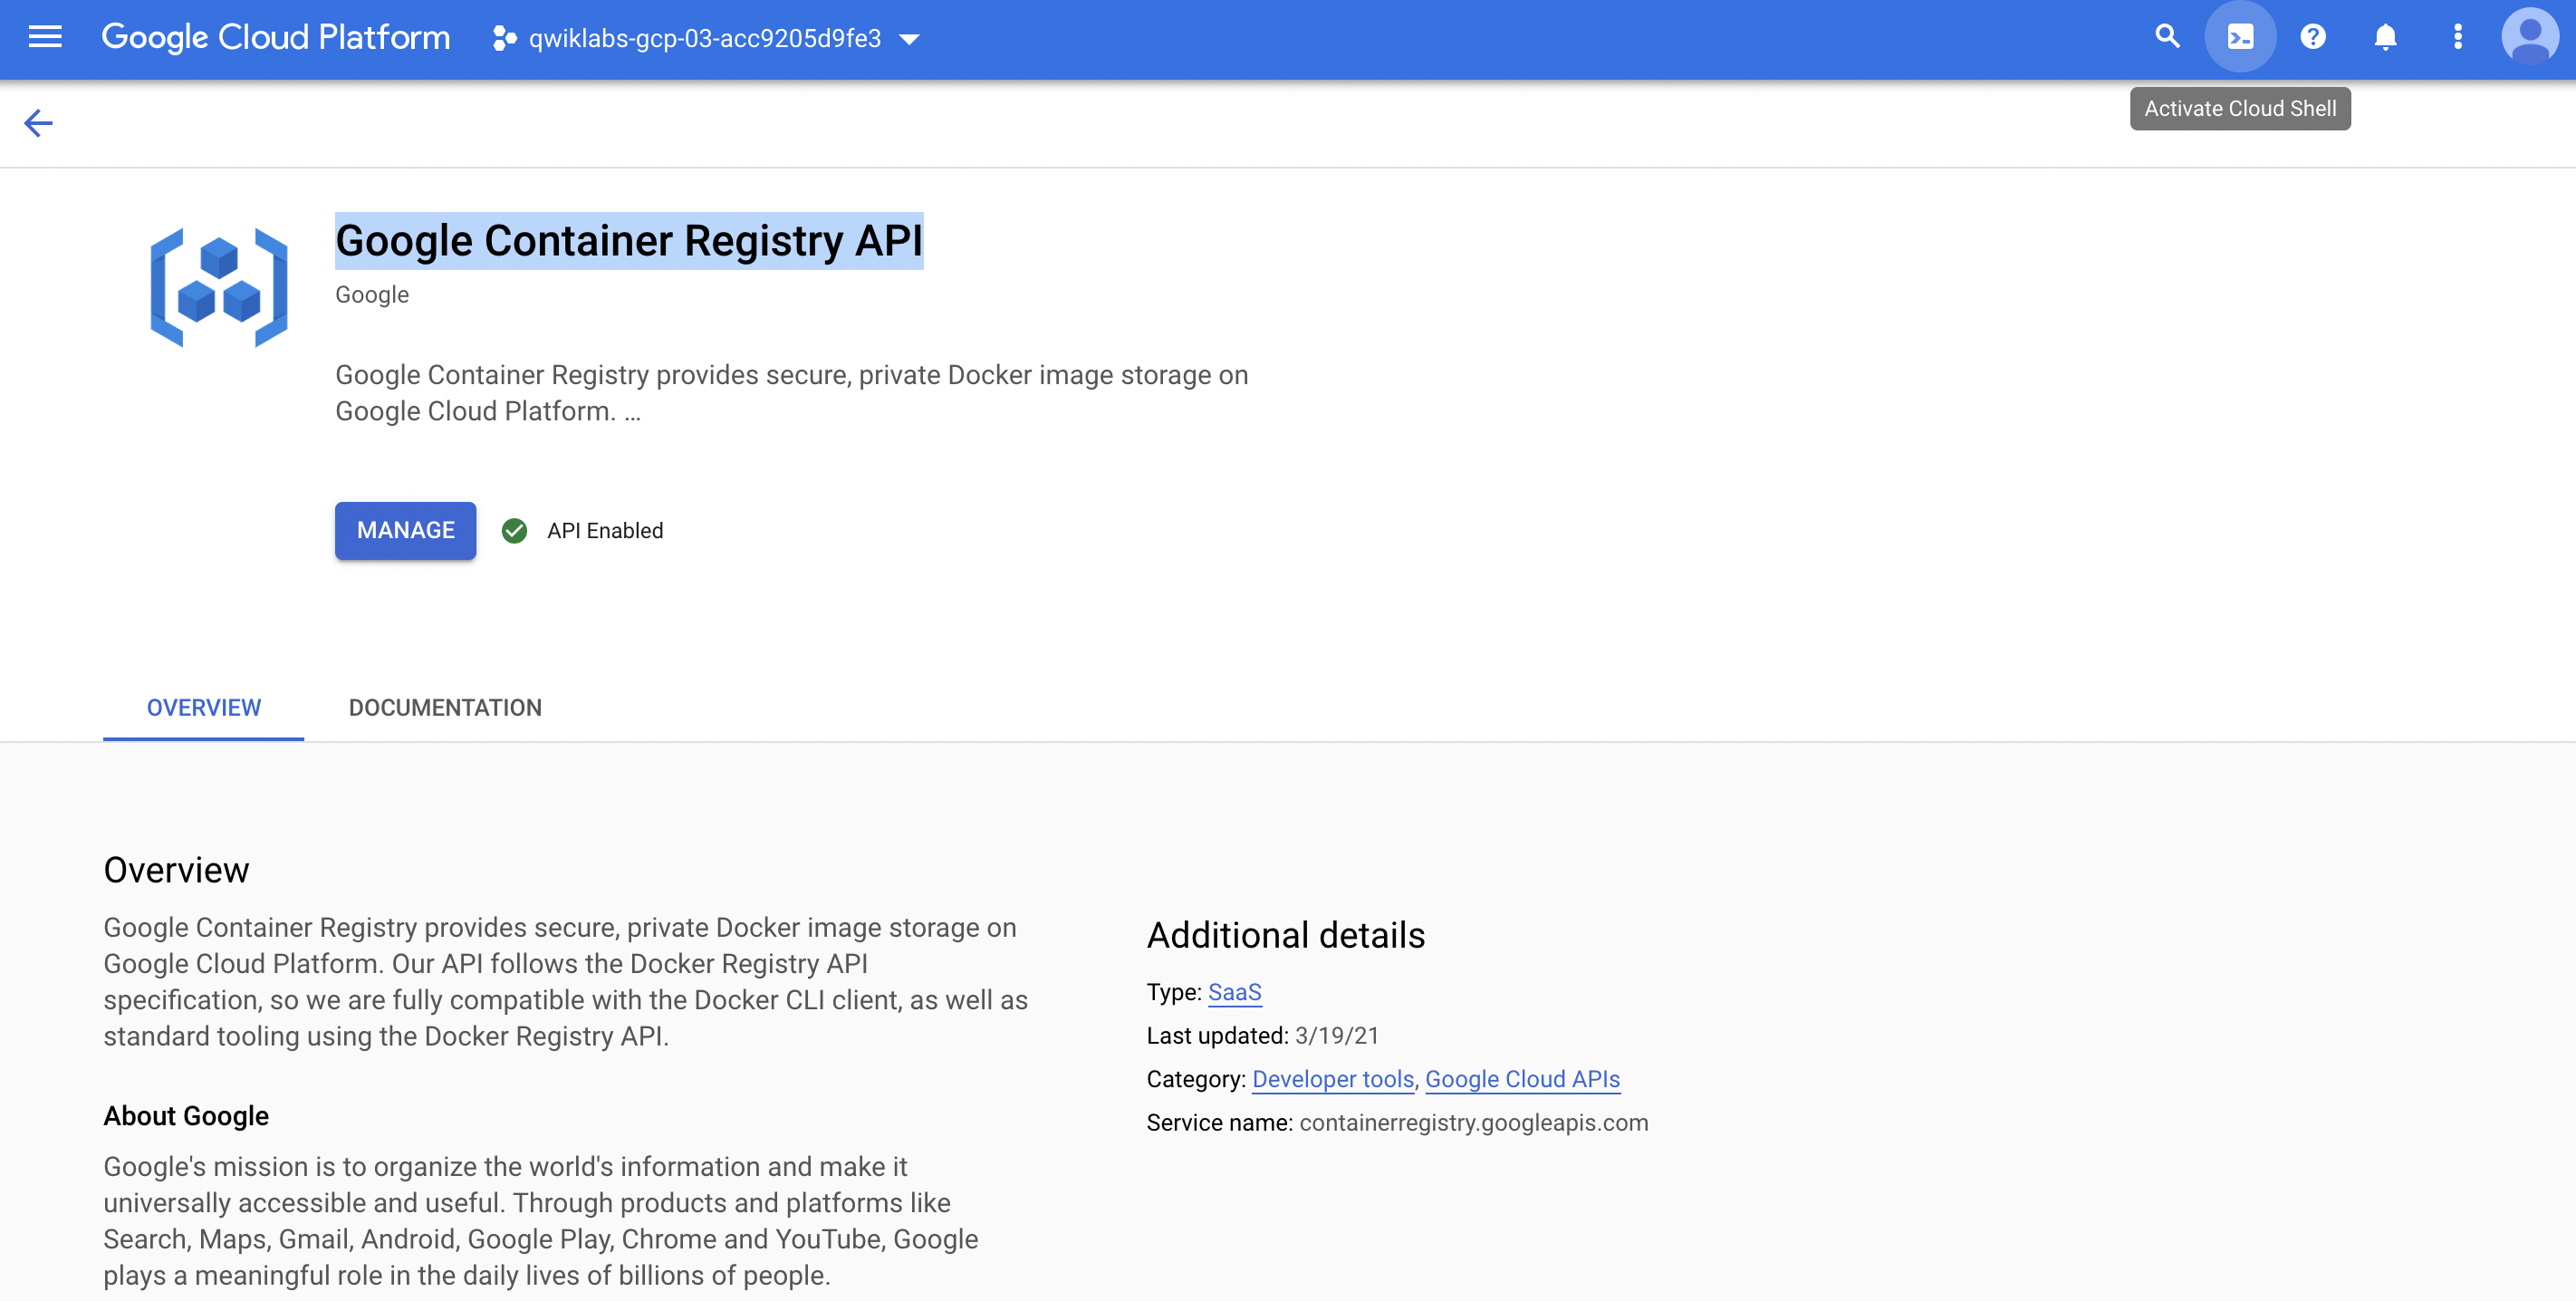 Google Cloud Platform
qwiklabs-gcp-03-acc9205d9fe3
Activate Cloud Shell
Google Container Registry API
Google
Google Container Registry provides secure, private Docker image storage on
Google Cloud Platform. ...
MANAGE
API Enabled
OVERVIEW
DOCUMENTATION
Overview
Google Container Registry provides secure, private Docker image storage on
Google Cloud Platform. Our API follows the Docker Registry API
specification, so we are fully compatible with the Docker CLI client, as well as
standard tooling using the Docker Registry API.
About Google
Google's mission is to organize the world's information and make it
universally accessible and useful. Through products and platforms like
Search, Maps, Gmail, Android, Google Play, Chrome and YouTube, Google
plays a meaningful role in the daily lives of billions of people.
Additional details
Type: SaaS
Last updated: 3/19/21
Category: Developer tools, Google Cloud APIs
Service name: containerregistry.googleapis.com